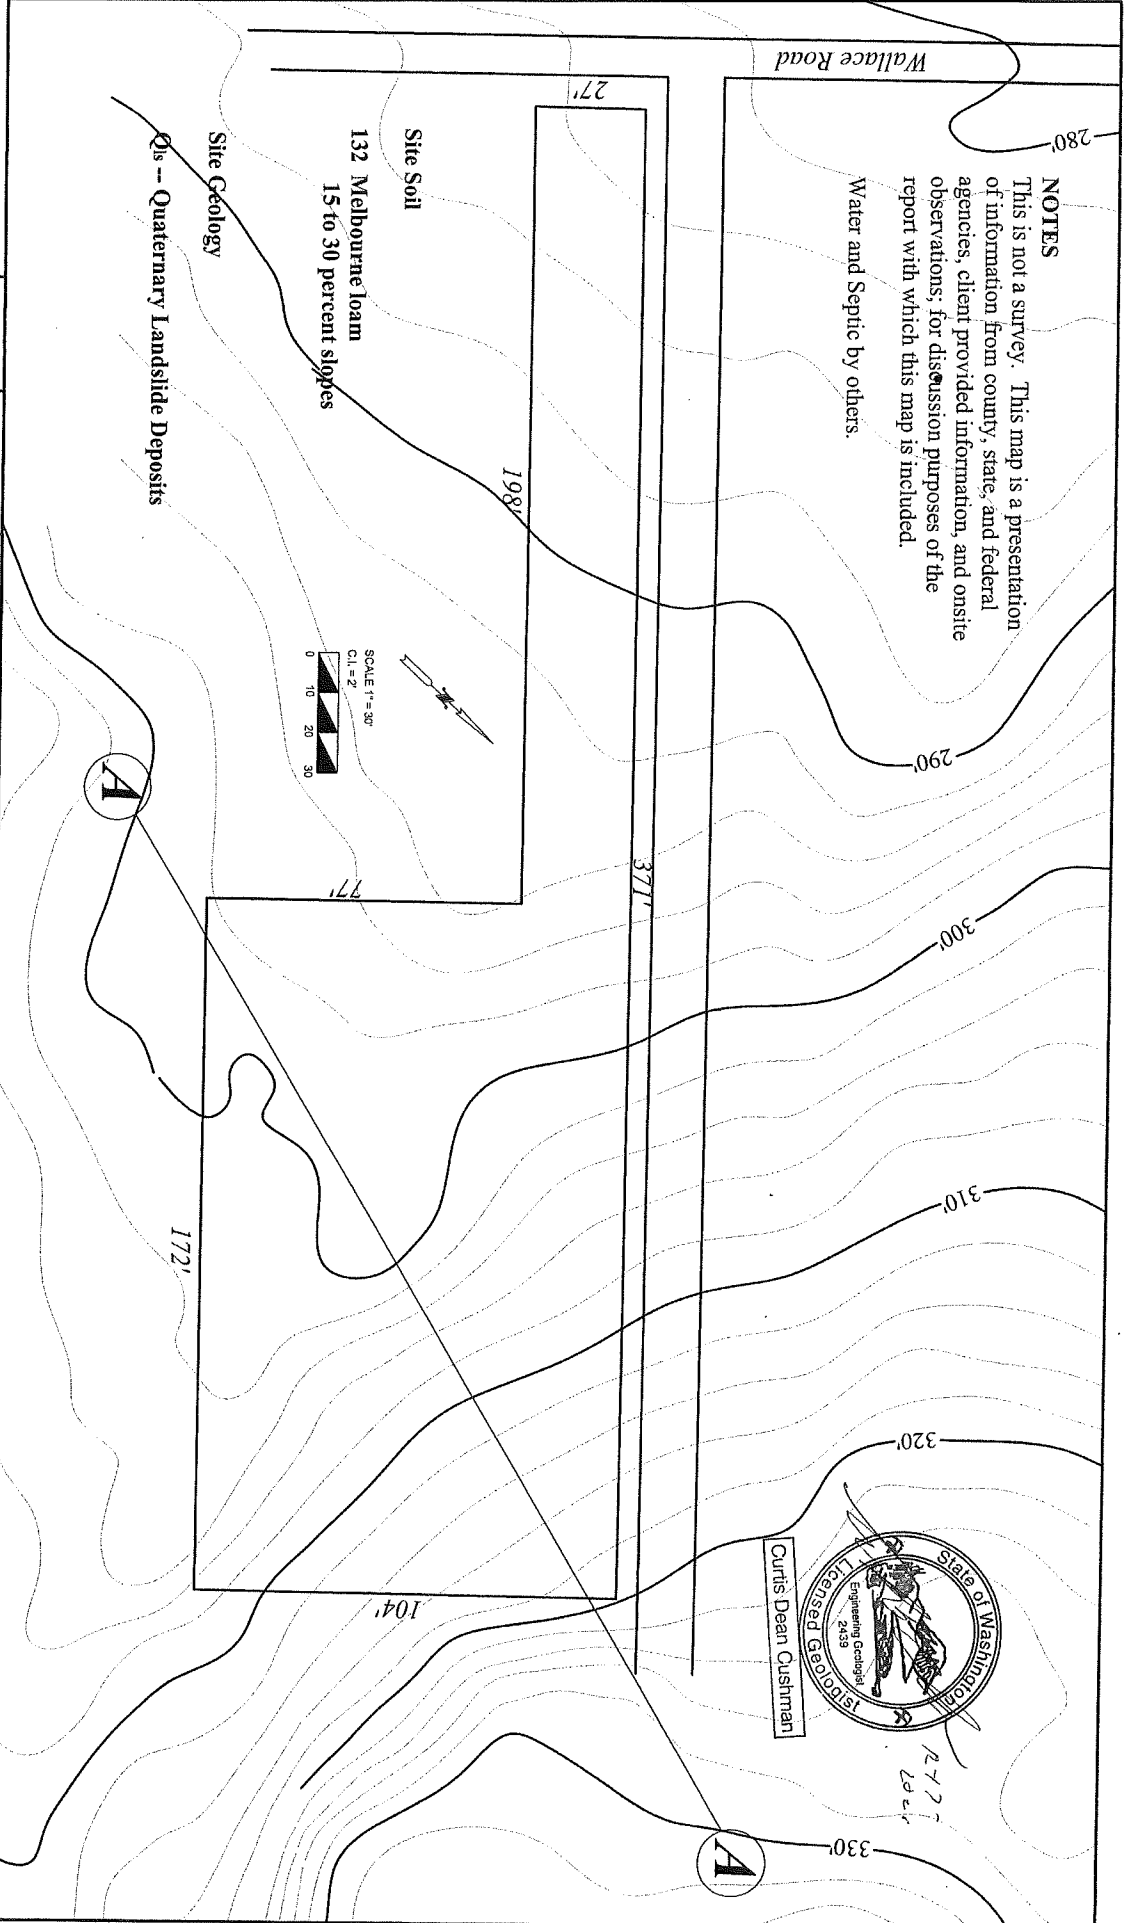 Wallace Road
280'
NOTES
This is not a survey. This map is a presentation
of information from county, state, and federal
agencies, client provided information, and onsite
observations; for discussion purposes of the
report with which this map is included.
Water and Septic by others.
27'
Site Soil
132 Melbourne loam
15 to 30 percent slopes
Site Geology
Qls -- Quaternary Landslide Deposits
198'
290'
N
SCALE 1" = 30'
C.I. = 2'
0 10 20 30
A
77'
371'
300'
310'
172'
320'
104'
State of Washington
Engineering Geologist
2439
Licensed Geologist
Curtis Dean Cushman
330'
A